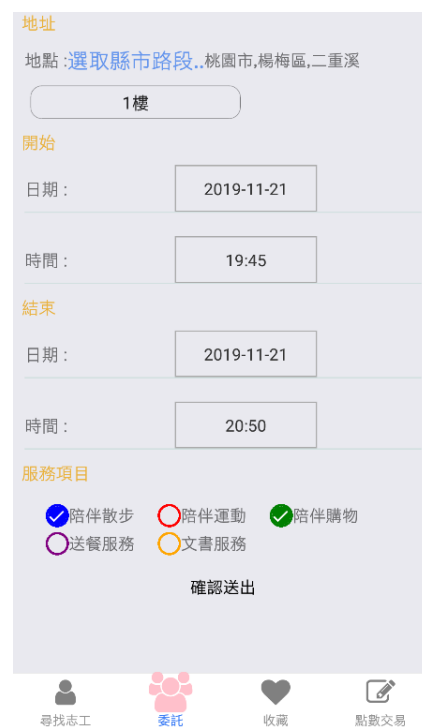 地址
地點 :選取縣市路段..桃園市,楊梅區,二重溪
1樓
開始
日期 : 2019-11-21
時間 : 19:45
結束
日期 : 2019-11-21
時間 : 20:50
服務項目
陪伴散步 陪伴運動 陪伴購物
送餐服務 文書服務
確認送出
尋找志工 委託 收藏 點數交易